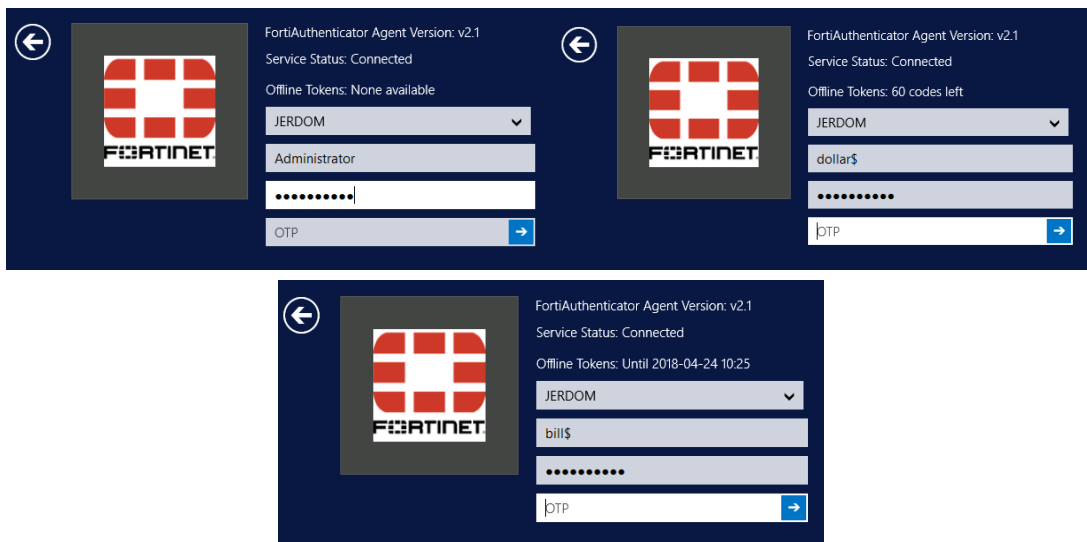 FortiAuthenticator Agent Version: v2.1
Service Status: Connected
Offline Tokens: None available
JERDOM
Administrator
••••••••••
OTP
FORTINET
FortiAuthenticator Agent Version: v2.1
Service Status: Connected
Offline Tokens: 60 codes left
JERDOM
dollar$
••••••••••
OTP
FORTINET
FortiAuthenticator Agent Version: v2.1
Service Status: Connected
Offline Tokens: Until 2018-04-24 10:25
JERDOM
bill$
••••••••••
OTP
FORTINET